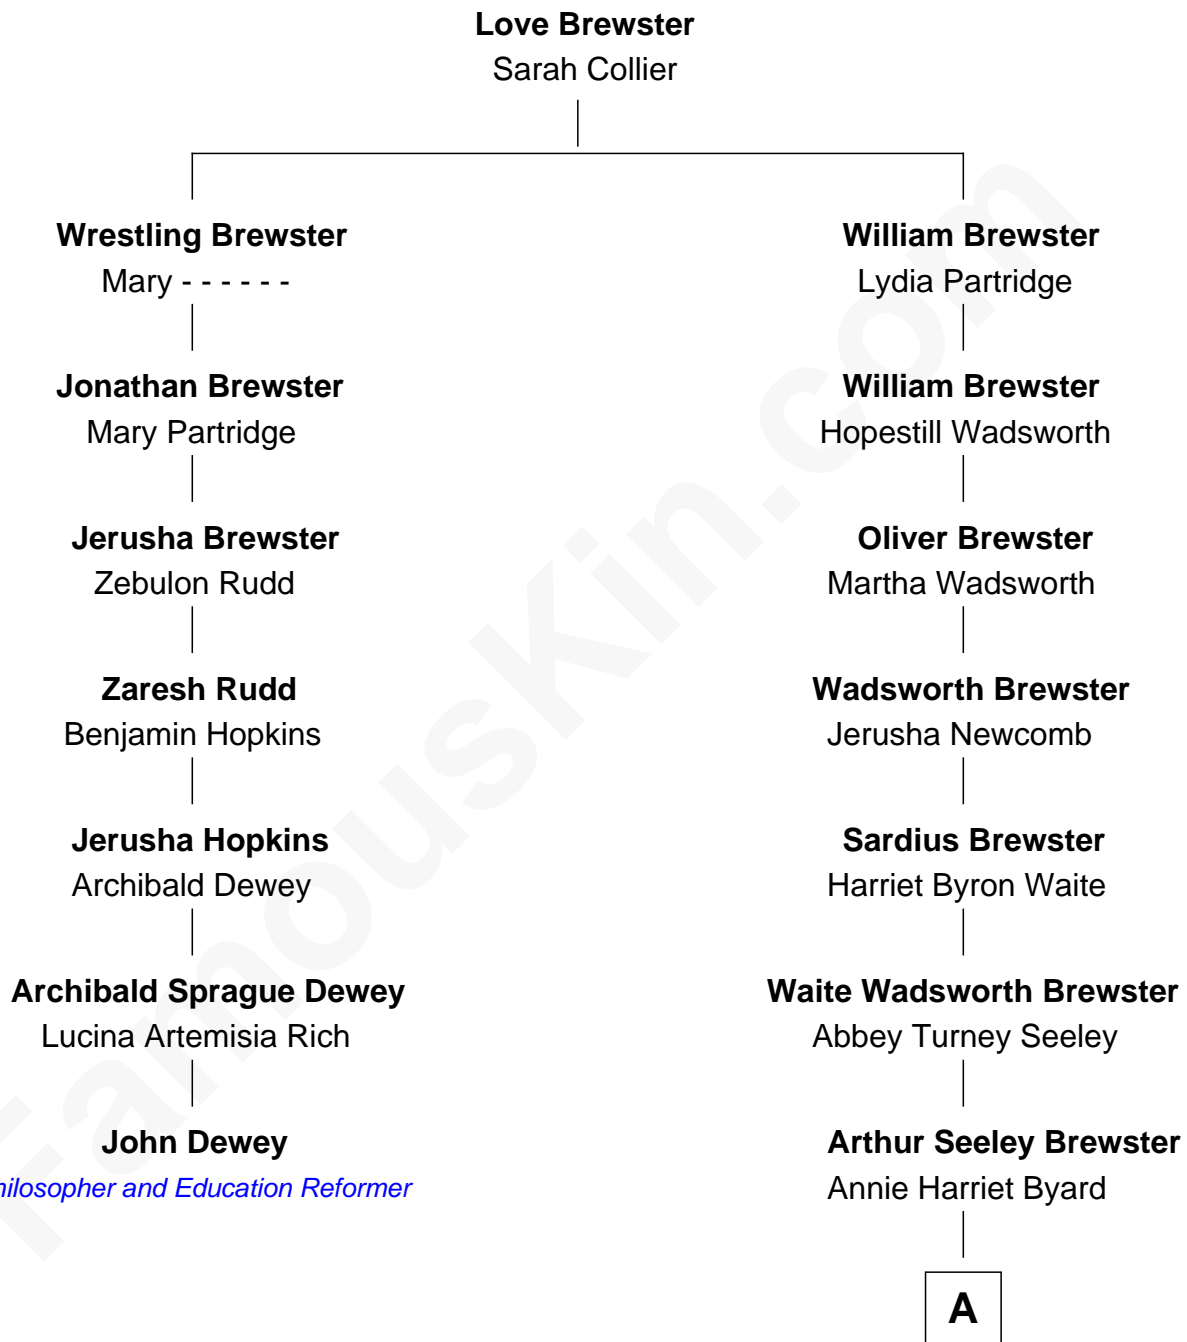 Love Brewster
Sarah Collier
Wrestling Brewster
Mary - - - - - -
William Brewster
Lydia Partridge
Jonathan Brewster
Mary Partridge
William Brewster
Hopestill Wadsworth
Jerusha Brewster
Zebulon Rudd
Oliver Brewster
Martha Wadsworth
Zaresh Rudd
Benjamin Hopkins
Wadsworth Brewster
Jerusha Newcomb
Jerusha Hopkins
Archibald Dewey
Sardius Brewster
Harriet Byron Waite
Archibald Sprague Dewey
Lucina Artemisia Rich
Waite Wadsworth Brewster
Abbey Turney Seeley
John Dewey
hilosopher and Education Reformer
Arthur Seeley Brewster
Annie Harriet Byard
A
FamousKin.com